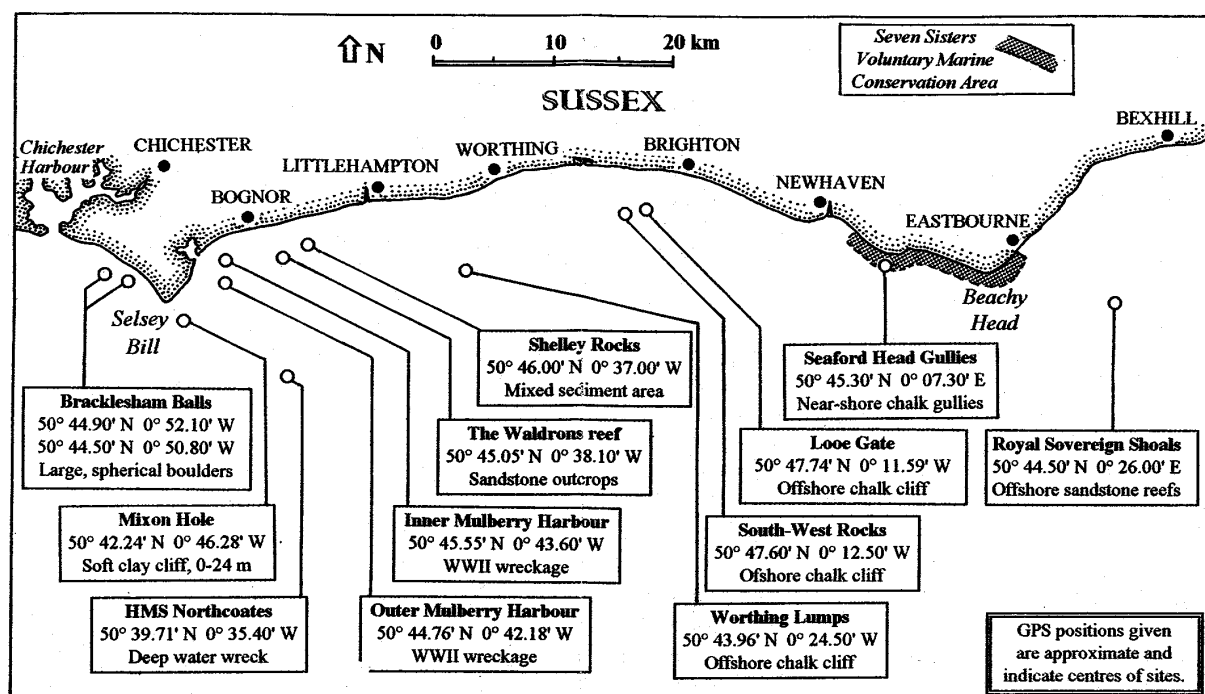 N
0 10 20 km
SUSSEX
Seven Sisters
Voluntary Marine
Conservation Area
BEXHILL
Chichester
Harbour
CHICHESTER
LITTLEHAMPTON
WORTHING
BRIGHTON
BOGNOR
NEWHAVEN
EASTBOURNE
Selsey
Bill
Beachy
Head
Bracklesham Balls
50° 44.90' N 0° 52.10' W
50° 44.50' N 0° 50.80' W
Large, spherical boulders
Mixon Hole
50° 42.24' N 0° 46.28' W
Soft clay cliff, 0-24 m
HMS Northcoates
50° 39.71' N 0° 35.40' W
Deep water wreck
Shelley Rocks
50° 46.00' N 0° 37.00' W
Mixed sediment area
The Waldrons reef
50° 45.05' N 0° 38.10' W
Sandstone outcrops
Inner Mulberry Harbour
50° 45.55' N 0° 43.60' W
WWII wreckage
Outer Mulberry Harbour
50° 44.76' N 0° 42.18' W
WWII wreckage
Seaford Head Gullies
50° 45.30' N 0° 07.30' E
Near-shore chalk gullies
Looe Gate
50° 47.74' N 0° 11.59' W
Offshore chalk cliff
South-West Rocks
50° 47.60' N 0° 12.50' W
Ofshore chalk cliff
Worthing Lumps
50° 43.96' N 0° 24.50' W
Offshore chalk cliff
Royal Sovereign Shoals
50° 44.50' N 0° 26.00' E
Offshore sandstone reefs
GPS positions given
are approximate and
indicate centres of sites.